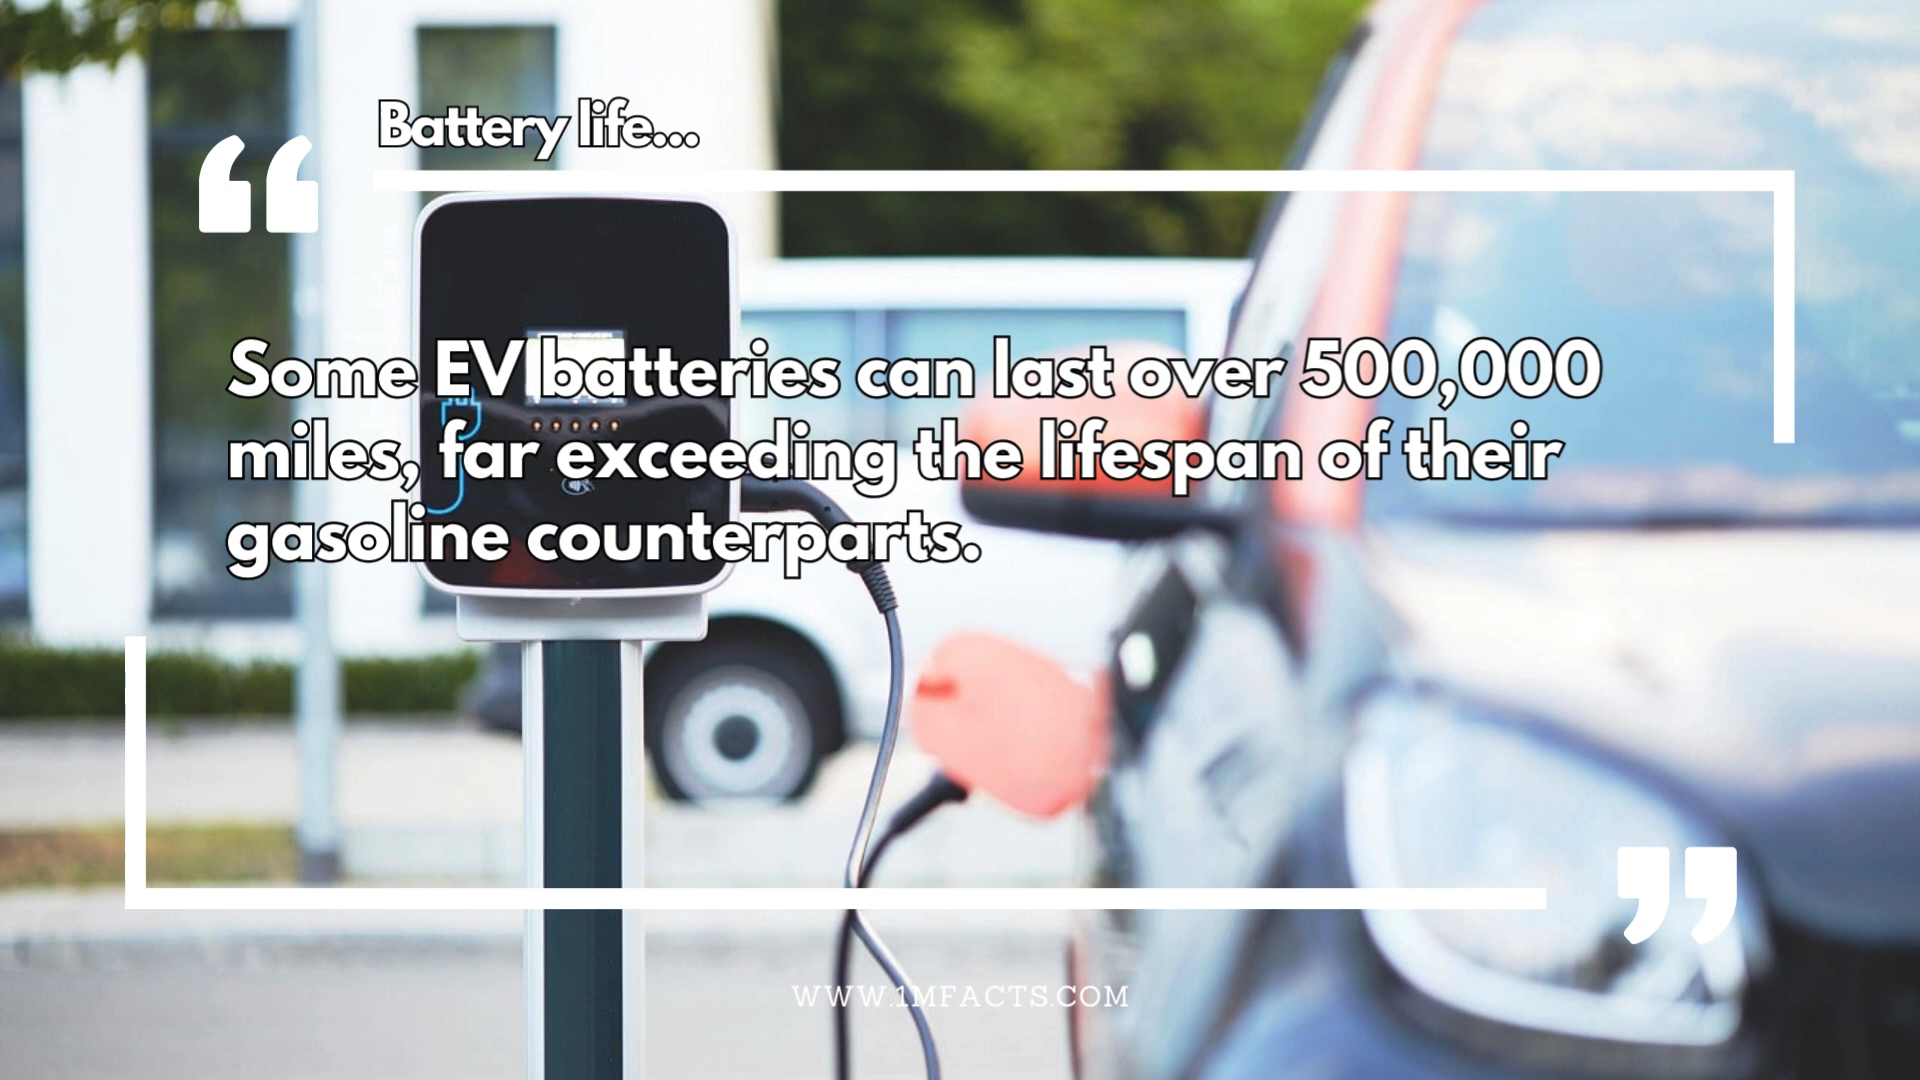 Battery life...
Some EV batteries can last over 500,000
miles, far exceeding the lifespan of their
gasoline counterparts.
WWW.1MFACTS.COM